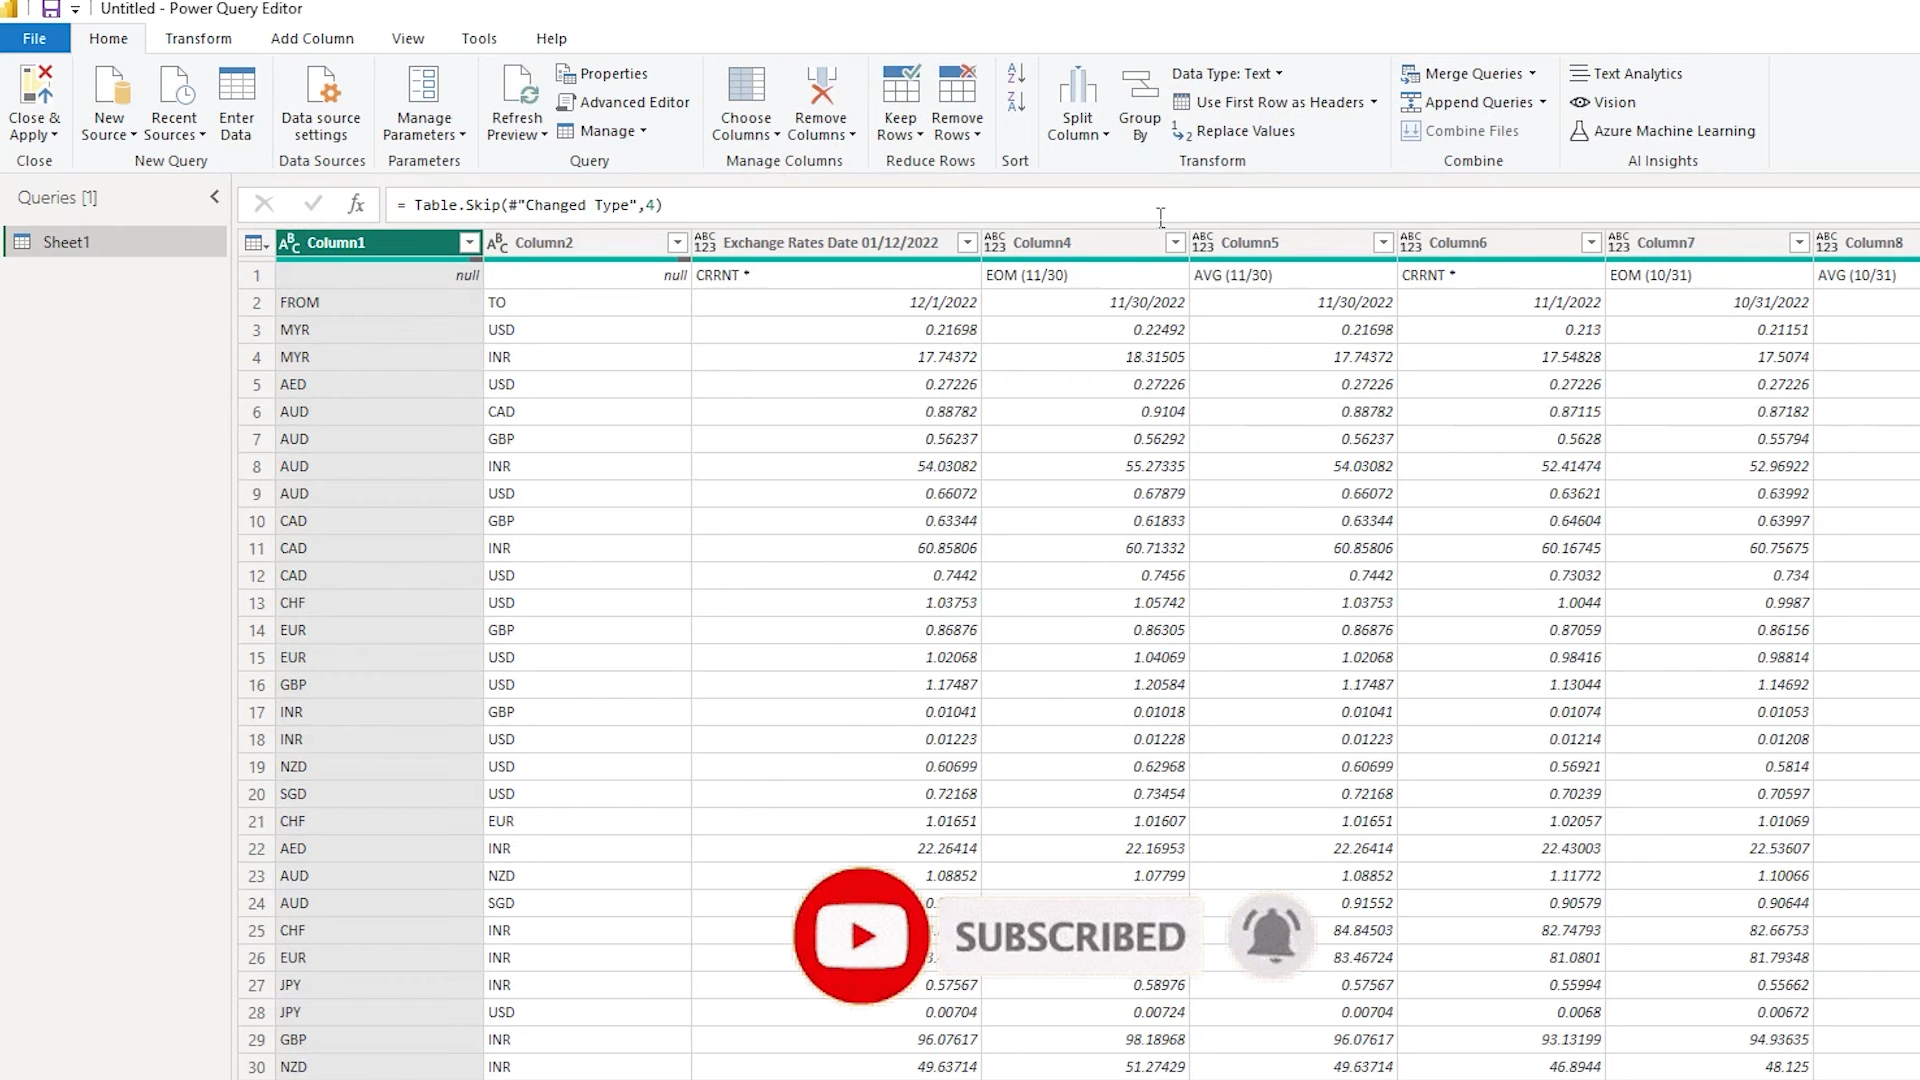 Untitled - Power Query Editor
File Home Transform Add Column View Tools Help
Close & Apply New Source Recent Sources Enter Data Data source settings Manage Parameters Refresh Preview Properties Advanced Editor Manage Choose Columns Remove Columns Keep Rows Remove Rows Split Column Group By Data Type: Text Use First Row as Headers Replace Values Merge Queries Append Queries Combine Files Text Analytics Vision Azure Machine Learning
Close New Query Data Sources Parameters Query Manage Columns Reduce Rows Sort Transform Combine AI Insights
Queries [1] fx = Table.Skip(#"Changed Type",4)
Sheet1 ABC Column1 ABC Column2 ABC 123 Exchange Rates Date 01/12/2022 ABC 123 Column4 ABC 123 Column5 ABC 123 Column6 ABC 123 Column7 ABC 123 Column8
1 null null CRRNT * EOM (11/30) AVG (11/30) CRRNT * EOM (10/31) AVG (10/31)
2 FROM TO 12/1/2022 11/30/2022 11/30/2022 11/1/2022 10/31/2022
3 MYR USD 0.21698 0.22492 0.21698 0.213 0.21151
4 MYR INR 17.74372 18.31505 17.74372 17.54828 17.5074
5 AED USD 0.27226 0.27226 0.27226 0.27226 0.27226
6 AUD CAD 0.88782 0.9104 0.88782 0.87115 0.87182
7 AUD GBP 0.56237 0.56292 0.56237 0.5628 0.55794
8 AUD INR 54.03082 55.27335 54.03082 52.41474 52.96922
9 AUD USD 0.66072 0.67879 0.66072 0.63621 0.63992
10 CAD GBP 0.63344 0.61833 0.63344 0.64604 0.63997
11 CAD INR 60.85806 60.71332 60.85806 60.16745 60.75675
12 CAD USD 0.7442 0.7456 0.7442 0.73032 0.734
13 CHF USD 1.03753 1.05742 1.03753 1.0044 0.9987
14 EUR GBP 0.86876 0.86305 0.86876 0.87059 0.86156
15 EUR USD 1.02068 1.04069 1.02068 0.98416 0.98814
16 GBP USD 1.17487 1.20584 1.17487 1.13044 1.14692
17 INR GBP 0.01041 0.01018 0.01041 0.01074 0.01053
18 INR USD 0.01223 0.01228 0.01223 0.01214 0.01208
19 NZD USD 0.60699 0.62968 0.60699 0.56921 0.5814
20 SGD USD 0.72168 0.73454 0.72168 0.70239 0.70597
21 CHF EUR 1.01651 1.01607 1.01651 1.02057 1.01069
22 AED INR 22.26414 22.16953 22.26414 22.43003 22.53607
23 AUD NZD 1.08852 1.07799 1.08852 1.11772 1.10066
24 AUD SGD 0.91552 0.90579 0.90644
25 CHF INR 84.84503 82.74793 82.66753
26 EUR INR 83.46724 81.0801 81.79348
27 JPY INR 0.57567 0.58976 0.57567 0.55994 0.55662
28 JPY USD 0.00704 0.00724 0.00704 0.0068 0.00672
29 GBP INR 96.07617 98.18968 96.07617 93.13199 94.93635
30 NZD INR 49.63714 51.27429 49.63714 46.8944 48.125
SUBSCRIBED